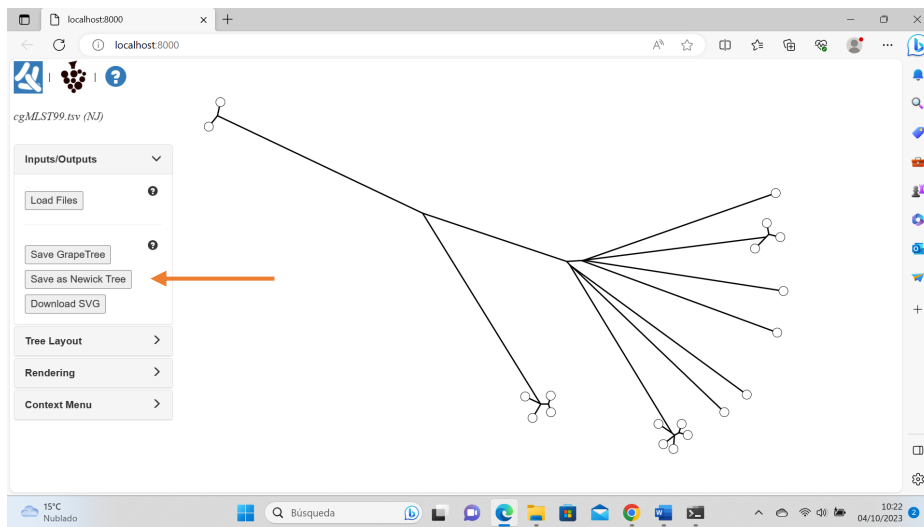 localhost:8000
localhost:8000
cgMLST99.tsv (NJ)
Inputs/Outputs
Load Files
Save GrapeTree
Save as Newick Tree
Download SVG
Tree Layout
Rendering
Context Menu
15°C
Nublado
Búsqueda
10:22
04/10/2023
2